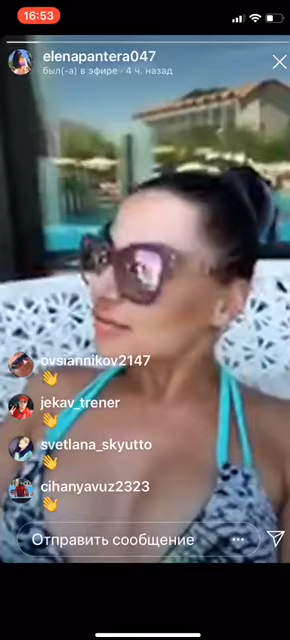 16:53
elenapantera047
был(-а) в эфире · 4 ч. назад
ovsiannikov2147
👋
jekav_trener
👋
svetlana_skyutto
👋
cihanyavuz2323
👋
Отправить сообщение